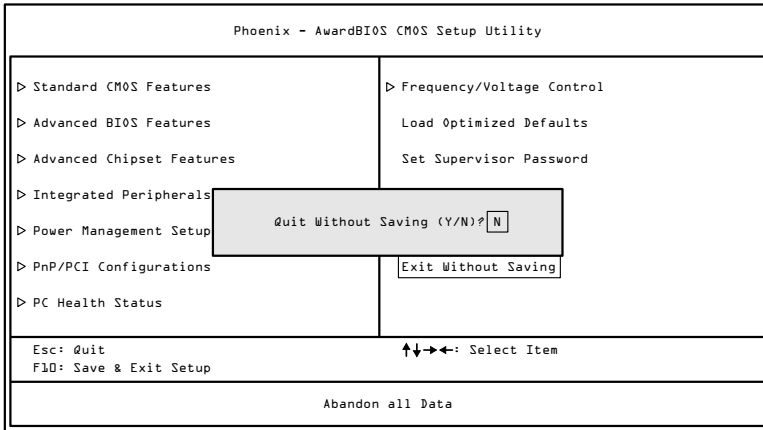 Phoenix - AwardBIOS CMOS Setup Utility
▷ Standard CMOS Features
▷ Advanced BIOS Features
▷ Advanced Chipset Features
▷ Integrated Peripherals
▷ Power Management Setup
▷ PnP/PCI Configurations
▷ PC Health Status
▷ Frequency/Voltage Control
Load Optimized Defaults
Set Supervisor Password
Quit Without Saving (Y/N)? N
Exit Without Saving
Esc: Quit
F10: Save & Exit Setup
↑↓→←: Select Item
Abandon all Data